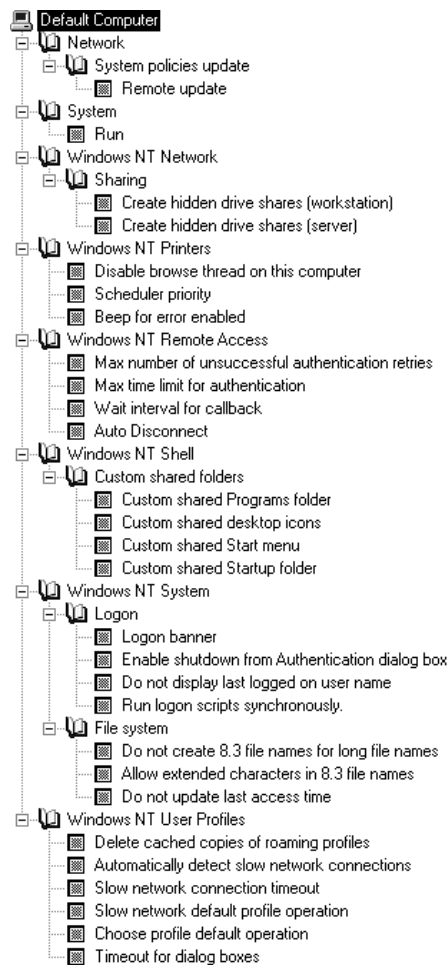 Default Computer
Network
System policies update
Remote update
System
Run
Windows NT Network
Sharing
Create hidden drive shares (workstation)
Create hidden drive shares (server)
Windows NT Printers
Disable browse thread on this computer
Scheduler priority
Beep for error enabled
Windows NT Remote Access
Max number of unsuccessful authentication retries
Max time limit for authentication
Wait interval for callback
Auto Disconnect
Windows NT Shell
Custom shared folders
Custom shared Programs folder
Custom shared desktop icons
Custom shared Start menu
Custom shared Startup folder
Windows NT System
Logon
Logon banner
Enable shutdown from Authentication dialog box
Do not display last logged on user name
Run logon scripts synchronously.
File system
Do not create 8.3 file names for long file names
Allow extended characters in 8.3 file names
Do not update last access time
Windows NT User Profiles
Delete cached copies of roaming profiles
Automatically detect slow network connections
Slow network connection timeout
Slow network default profile operation
Choose profile default operation
Timeout for dialog boxes